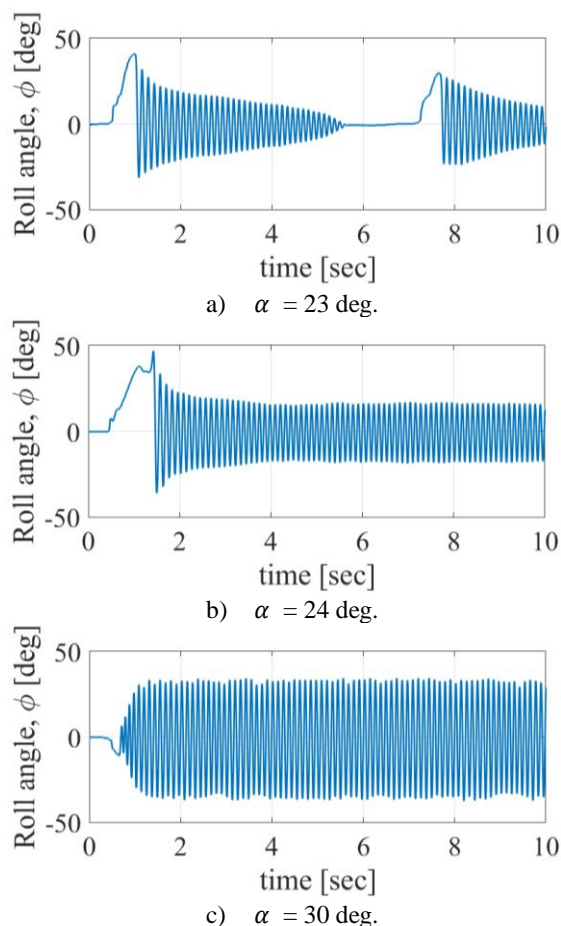 Roll angle, ϕ [deg]
50
0
-50
0 2 4 6 8 10
time [sec]
a) α = 23 deg.
Roll angle, ϕ [deg]
50
0
-50
0 2 4 6 8 10
time [sec]
b) α = 24 deg.
Roll angle, ϕ [deg]
50
0
-50
0 2 4 6 8 10
time [sec]
c) α = 30 deg.